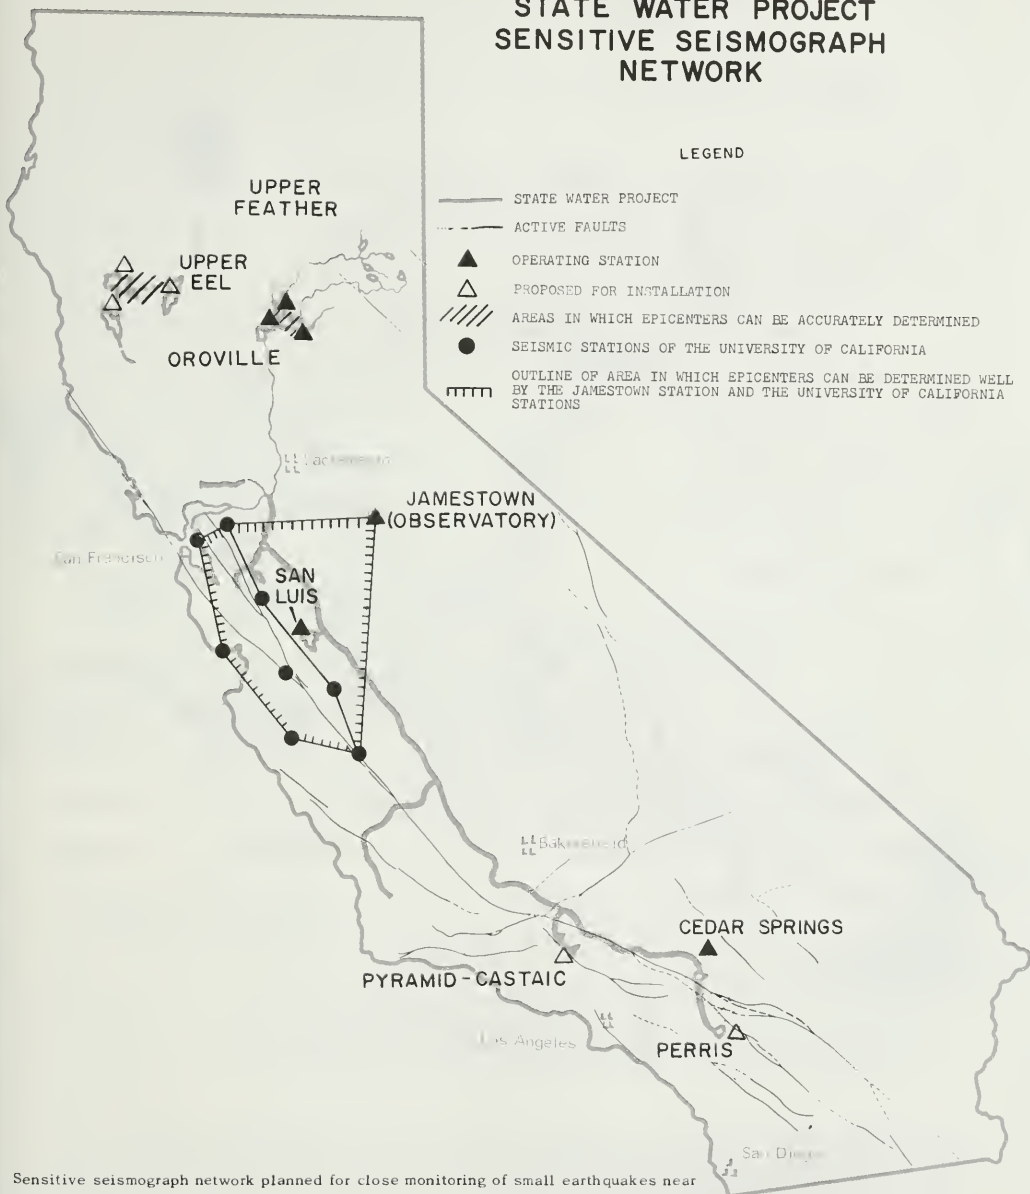 STATE WATER PROJECT
SENSITIVE SEISMOGRAPH
NETWORK
LEGEND
STATE WATER PROJECT
ACTIVE FAULTS
OPERATING STATION
PROPOSED FOR INSTALLATION
AREAS IN WHICH EPICENTERS CAN BE ACCURATELY DETERMINED
SEISMIC STATIONS OF THE UNIVERSITY OF CALIFORNIA
OUTLINE OF AREA IN WHICH EPICENTERS CAN BE DETERMINED WELL
BY THE JAMESTOWN STATION AND THE UNIVERSITY OF CALIFORNIA
STATIONS
UPPER
FEATHER
UPPER
EEL
OROVILLE
Sacramento
JAMESTOWN
(OBSERVATORY)
San Francisco
SAN
LUIS
Bakersfield
CEDAR SPRINGS
PYRAMID-CASTAIC
Los Angeles
PERRIS
San Diego
Sensitive seismograph network planned for close monitoring of small earthquakes near